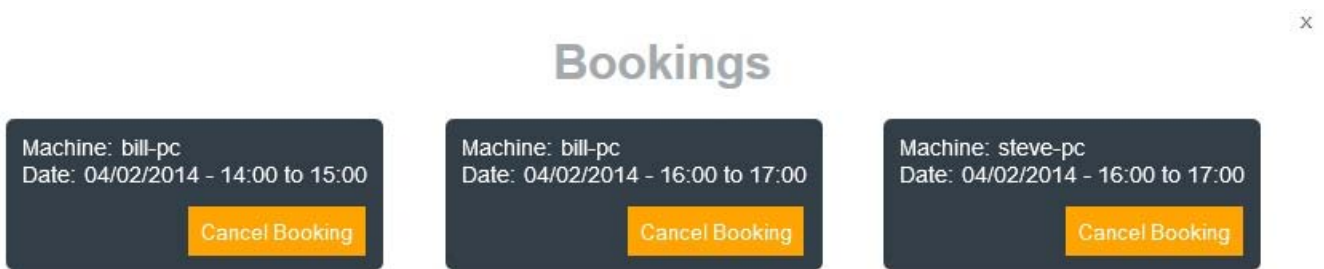 x
Bookings
Machine: bill-pc
Date: 04/02/2014 - 14:00 to 15:00
Cancel Booking
Machine: bill-pc
Date: 04/02/2014 - 16:00 to 17:00
Cancel Booking
Machine: steve-pc
Date: 04/02/2014 - 16:00 to 17:00
Cancel Booking